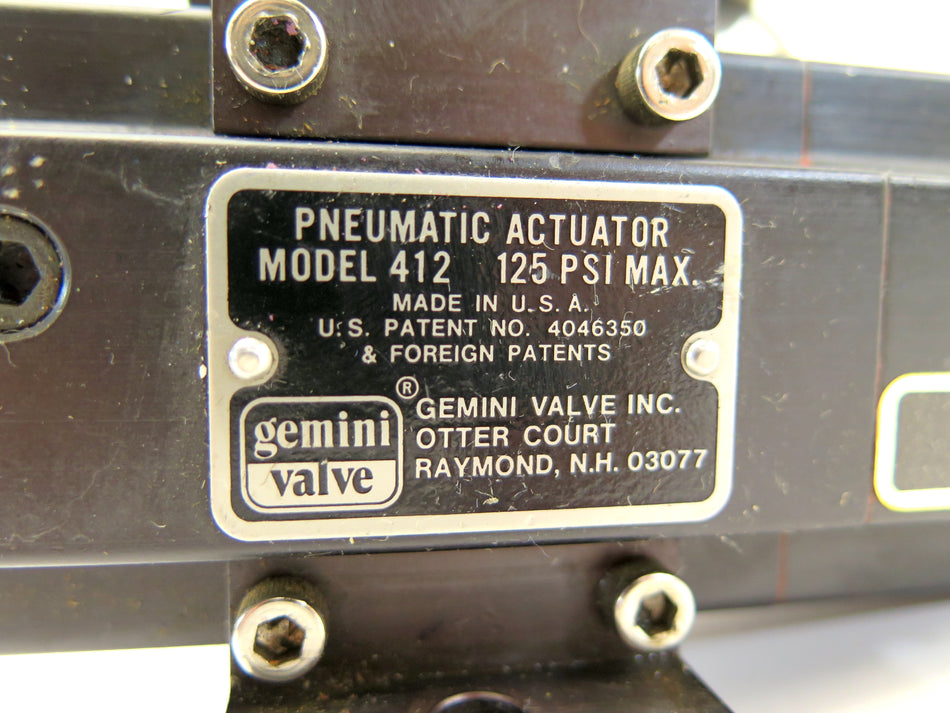 PNEUMATIC ACTUATOR
MODEL 412 125 PSI MAX.
MADE IN U.S.A.
U.S. PATENT NO. 4046350
& FOREIGN PATENTS
®
gemini
valve
GEMINI VALVE INC.
OTTER COURT
RAYMOND, N.H. 03077